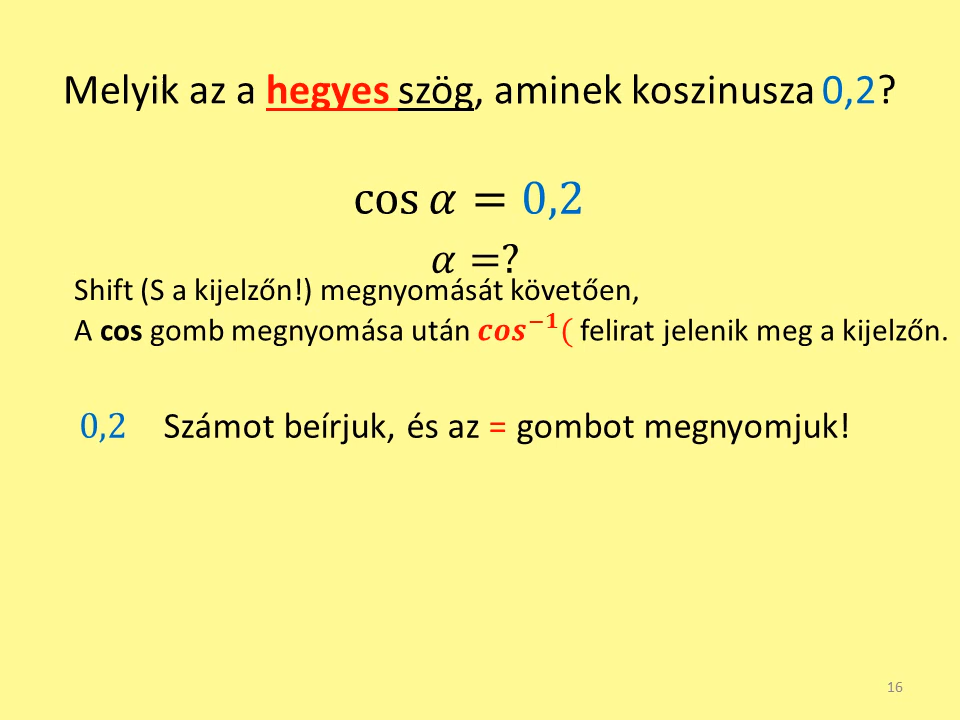 Melyik az a hegyes szög, aminek koszinusza 0,2?
cos 𝛼 = 0,2
𝛼 =?
Shift (S a kijelzőn!) megnyomását követően,
A cos gomb megnyomása után 𝒄𝒐𝒔⁻¹( felirat jelenik meg a kijelzőn.
0,2 Számot beírjuk, és az = gombot megnyomjuk!
16